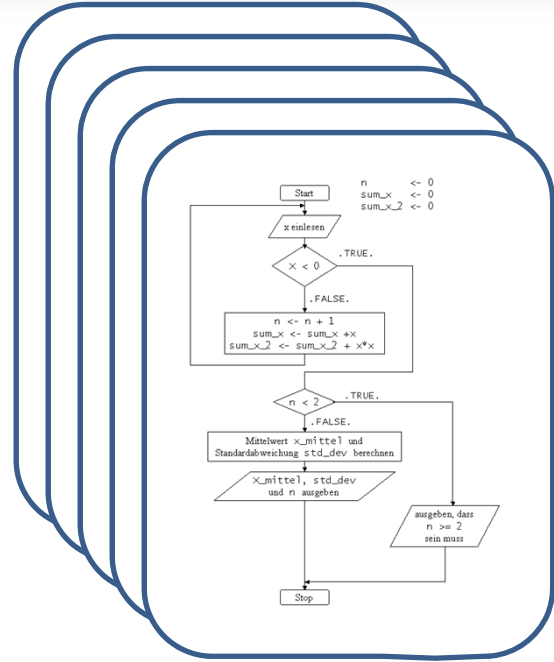 n <- 0
sum_x <- 0
sum_x_2 <- 0
Start
x einlesen
.TRUE.
X < 0
.FALSE.
n <- n + 1
sum_x <- sum_x +x
sum_x_2 <- sum_x_2 + x*x
n < 2
.TRUE.
.FALSE.
Mittelwert x_mittel und
Standardabweichung std_dev berechnen
X_mittel, std_dev
und n ausgeben
ausgeben, dass
n >= 2
sein muss
Stop